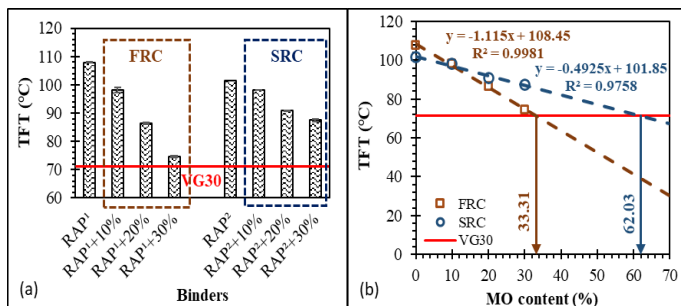 TFT (°C)
110
100
90
80
70
60
FRC
SRC
VG30
RAP¹
RAP¹+10%
RAP¹+20%
RAP¹+30%
RAP²
RAP²+10%
RAP²+20%
RAP²+30%
(a)
Binders
TFT (°C)
120
100
80
60
40
20
0
y = -1.115x + 108.45
R² = 0.9981
y = -0.4925x + 101.85
R² = 0.9758
FRC
SRC
VG30
33.31
62.03
0
10
20
30
40
50
60
70
(b)
MO content (%)